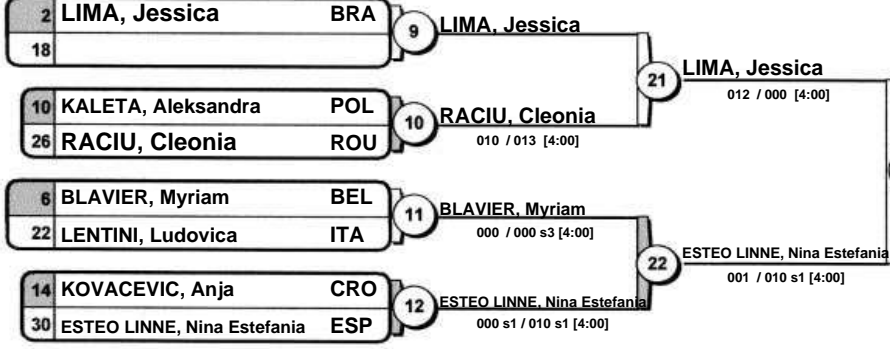 2 LIMA, Jessica BRA
18
9
LIMA, Jessica
10 KALETA, Aleksandra POL
26 RACIU, Cleonia ROU
10
RACIU, Cleonia
010 / 013 [4:00]
21
LIMA, Jessica
012 / 000 [4:00]
6 BLAVIER, Myriam BEL
22 LENTINI, Ludovica ITA
11
BLAVIER, Myriam
000 / 000 s3 [4:00]
14 KOVACEVIC, Anja CRO
30 ESTEO LINNE, Nina Estefania ESP
12
ESTEO LINNE, Nina Estefania
000 s1 / 010 s1 [4:00]
22
ESTEO LINNE, Nina Estefania
001 / 010 s1 [4:00]